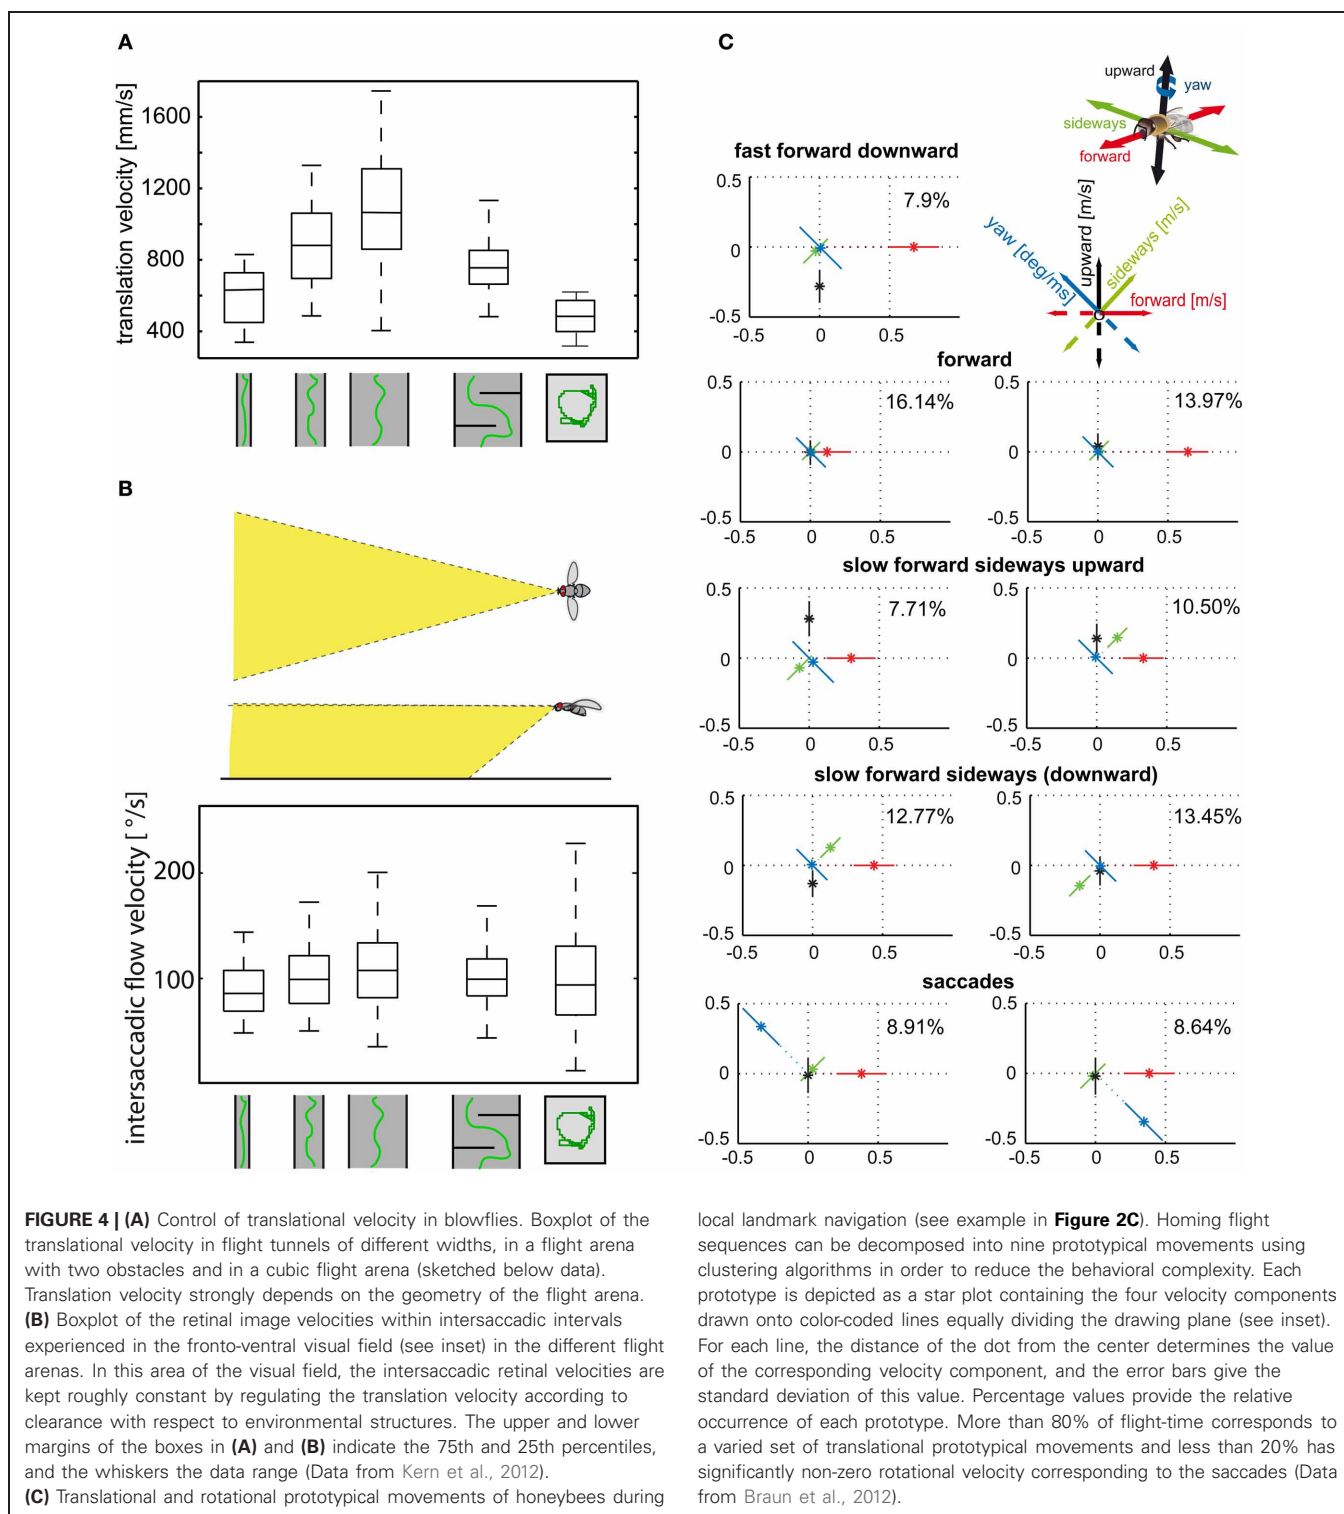 A
translation velocity [mm/s]
1600
1200
800
400
B
intersaccadic flow velocity [ °/s]
200
100
C
upward
yaw
sideways
forward
fast forward downward
0.5
0
-0.5
-0.5
0
0.5
7.9%
yaw [deg/ms]
upward [m/s]
sideways [m/s]
forward [m/s]
forward
0.5
0
-0.5
-0.5
0
0.5
16.14%
0.5
0
-0.5
-0.5
0
0.5
13.97%
slow forward sideways upward
0.5
0
-0.5
-0.5
0
0.5
7.71%
0.5
0
-0.5
-0.5
0
0.5
10.50%
slow forward sideways (downward)
0.5
0
-0.5
-0.5
0
0.5
12.77%
0.5
0
-0.5
-0.5
0
0.5
13.45%
saccades
0.5
0
-0.5
-0.5
0
0.5
8.91%
0.5
0
-0.5
-0.5
0
0.5
8.64%
FIGURE 4 | (A) Control of translational velocity in blowflies. Boxplot of the
translational velocity in flight tunnels of different widths, in a flight arena
with two obstacles and in a cubic flight arena (sketched below data).
Translation velocity strongly depends on the geometry of the flight arena.
(B) Boxplot of the retinal image velocities within intersaccadic intervals
experienced in the fronto-ventral visual field (see inset) in the different flight
arenas. In this area of the visual field, the intersaccadic retinal velocities are
kept roughly constant by regulating the translation velocity according to
clearance with respect to environmental structures. The upper and lower
margins of the boxes in (A) and (B) indicate the 75th and 25th percentiles,
and the whiskers the data range (Data from Kern et al., 2012).
(C) Translational and rotational prototypical movements of honeybees during
local landmark navigation (see example in Figure 2C). Homing flight
sequences can be decomposed into nine prototypical movements using
clustering algorithms in order to reduce the behavioral complexity. Each
prototype is depicted as a star plot containing the four velocity components
drawn onto color-coded lines equally dividing the drawing plane (see inset).
For each line, the distance of the dot from the center determines the value
of the corresponding velocity component, and the error bars give the
standard deviation of this value. Percentage values provide the relative
occurrence of each prototype. More than 80% of flight-time corresponds to
a varied set of translational prototypical movements and less than 20% has
significantly non-zero rotational velocity corresponding to the saccades (Data
from Braun et al., 2012).